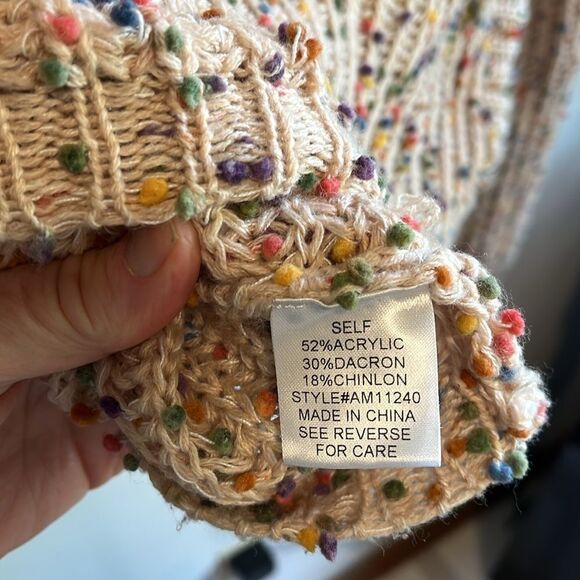 SELF
52%ACRYLIC
30%DACRON
18%CHINLON
STYLE#AM11240
MADE IN CHINA
SEE REVERSE
FOR CARE